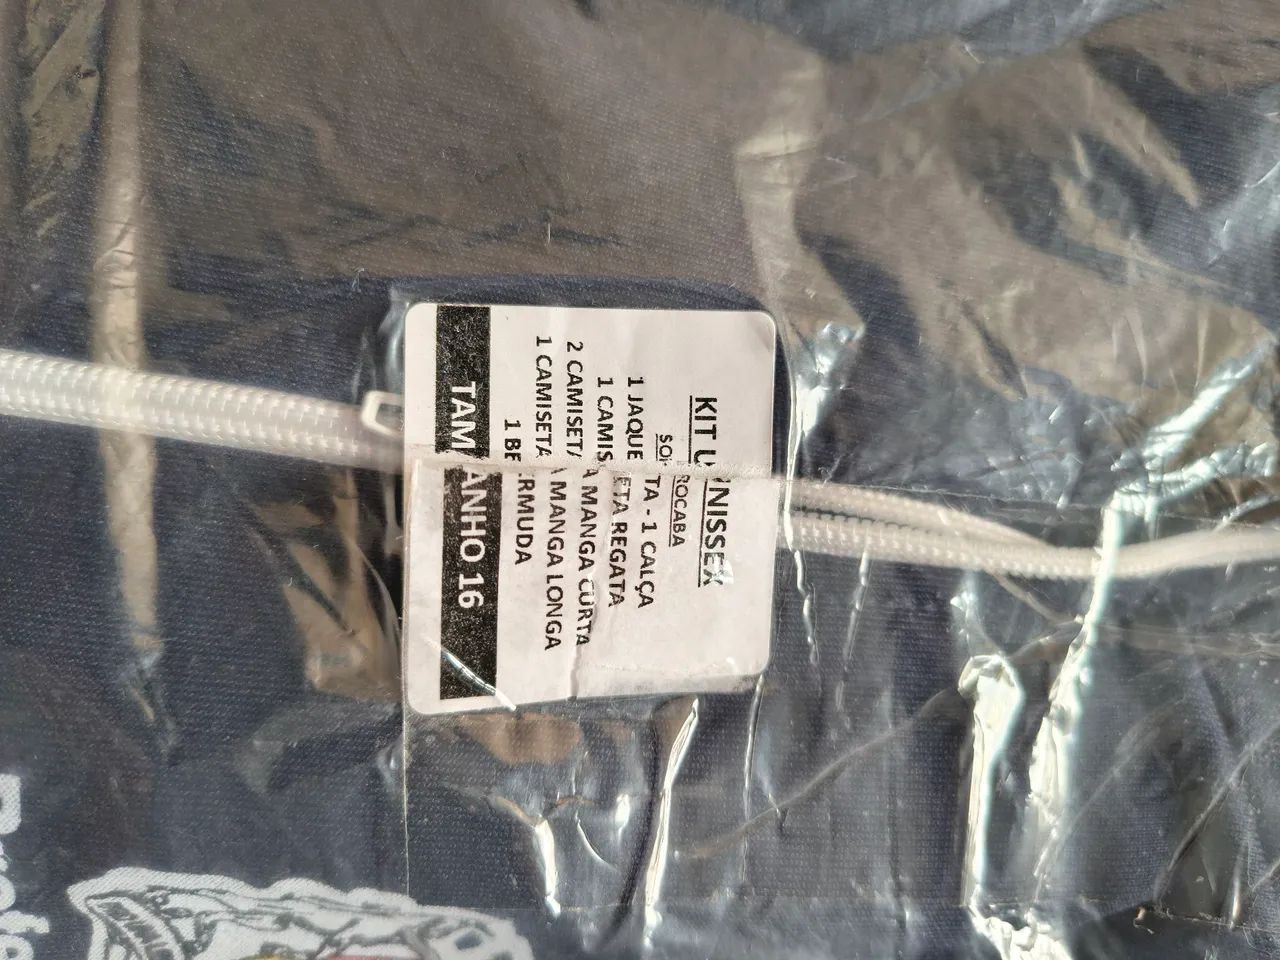 KIT UNISSEX
SOROCABA
1 JAQUETA - 1 CALÇA
1 CAMISETA REGATA
2 CAMISETA MANGA CURTA
1 CAMISETA MANGA LONGA
1 BERMUDA
TAMANHO 16
Prefe